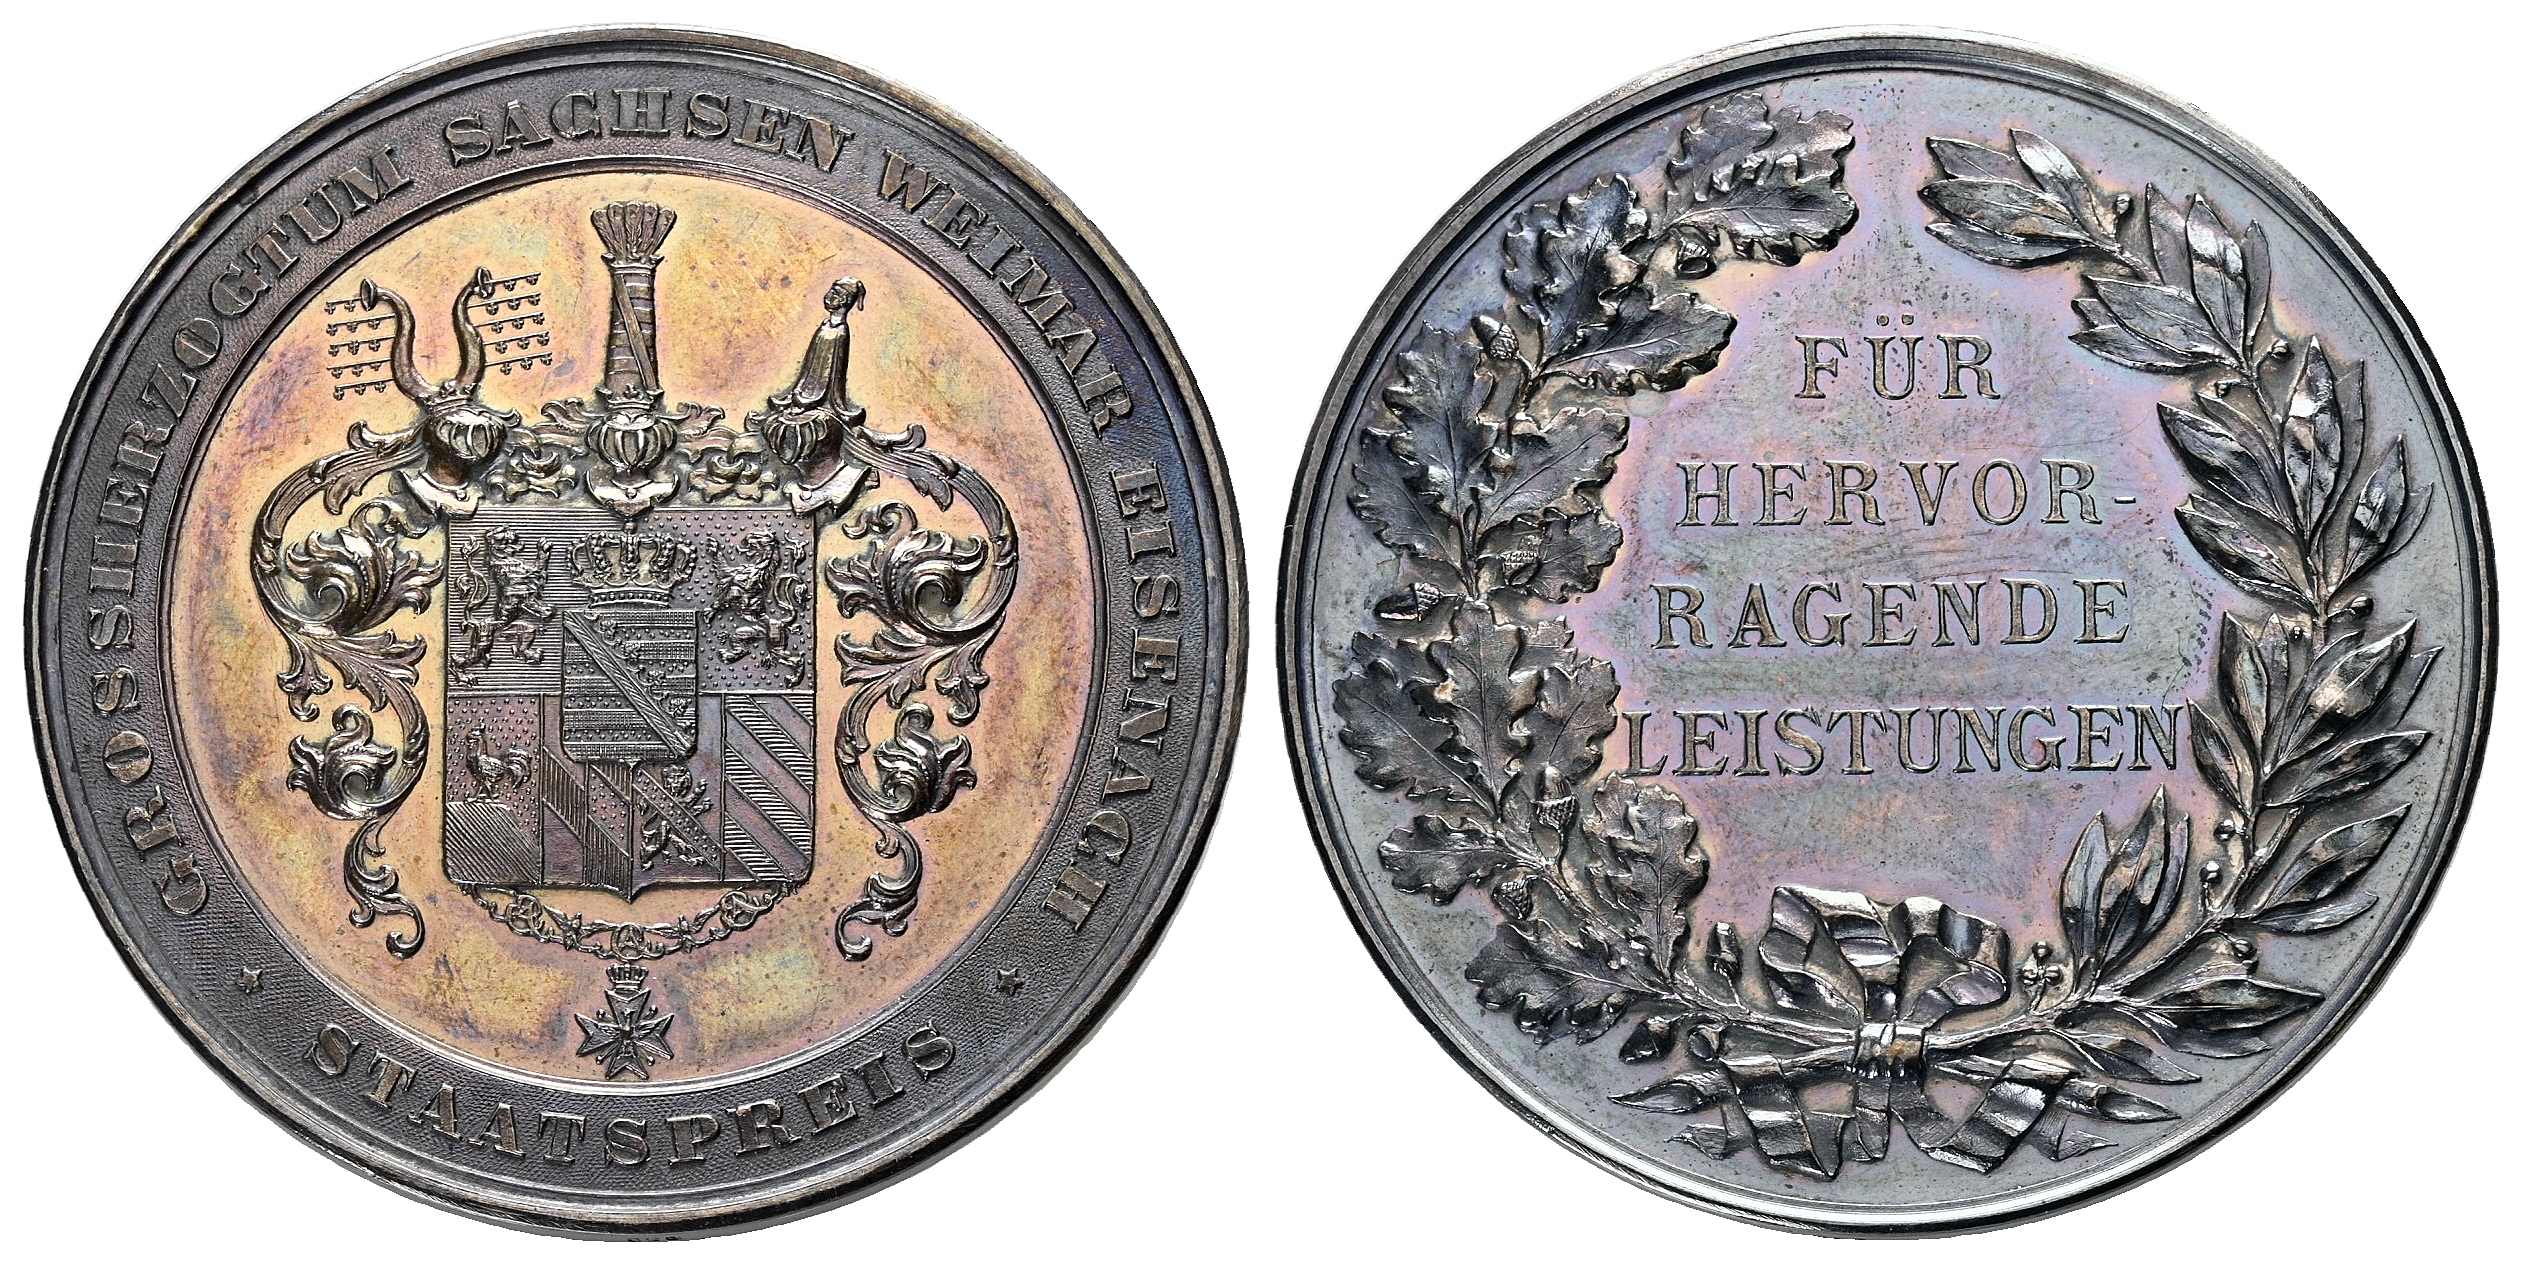 GROSSHERZOGTUM SACHSEN WEIMAR EISENACH
STAATSPREIS
FÜR
HERVOR-
RAGENDE
LEISTUNGEN